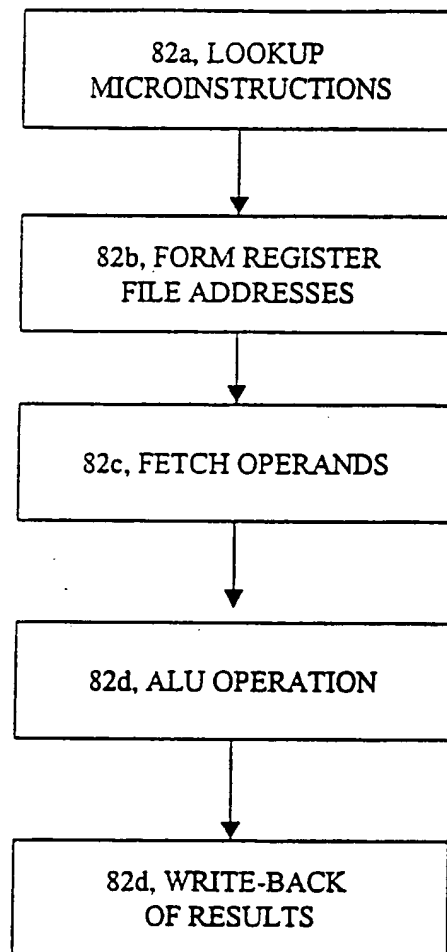 82a, LOOKUP
MICROINSTRUCTIONS
82b, FORM REGISTER
FILE ADDRESSES
82c, FETCH OPERANDS
82d, ALU OPERATION
82d, WRITE-BACK
OF RESULTS